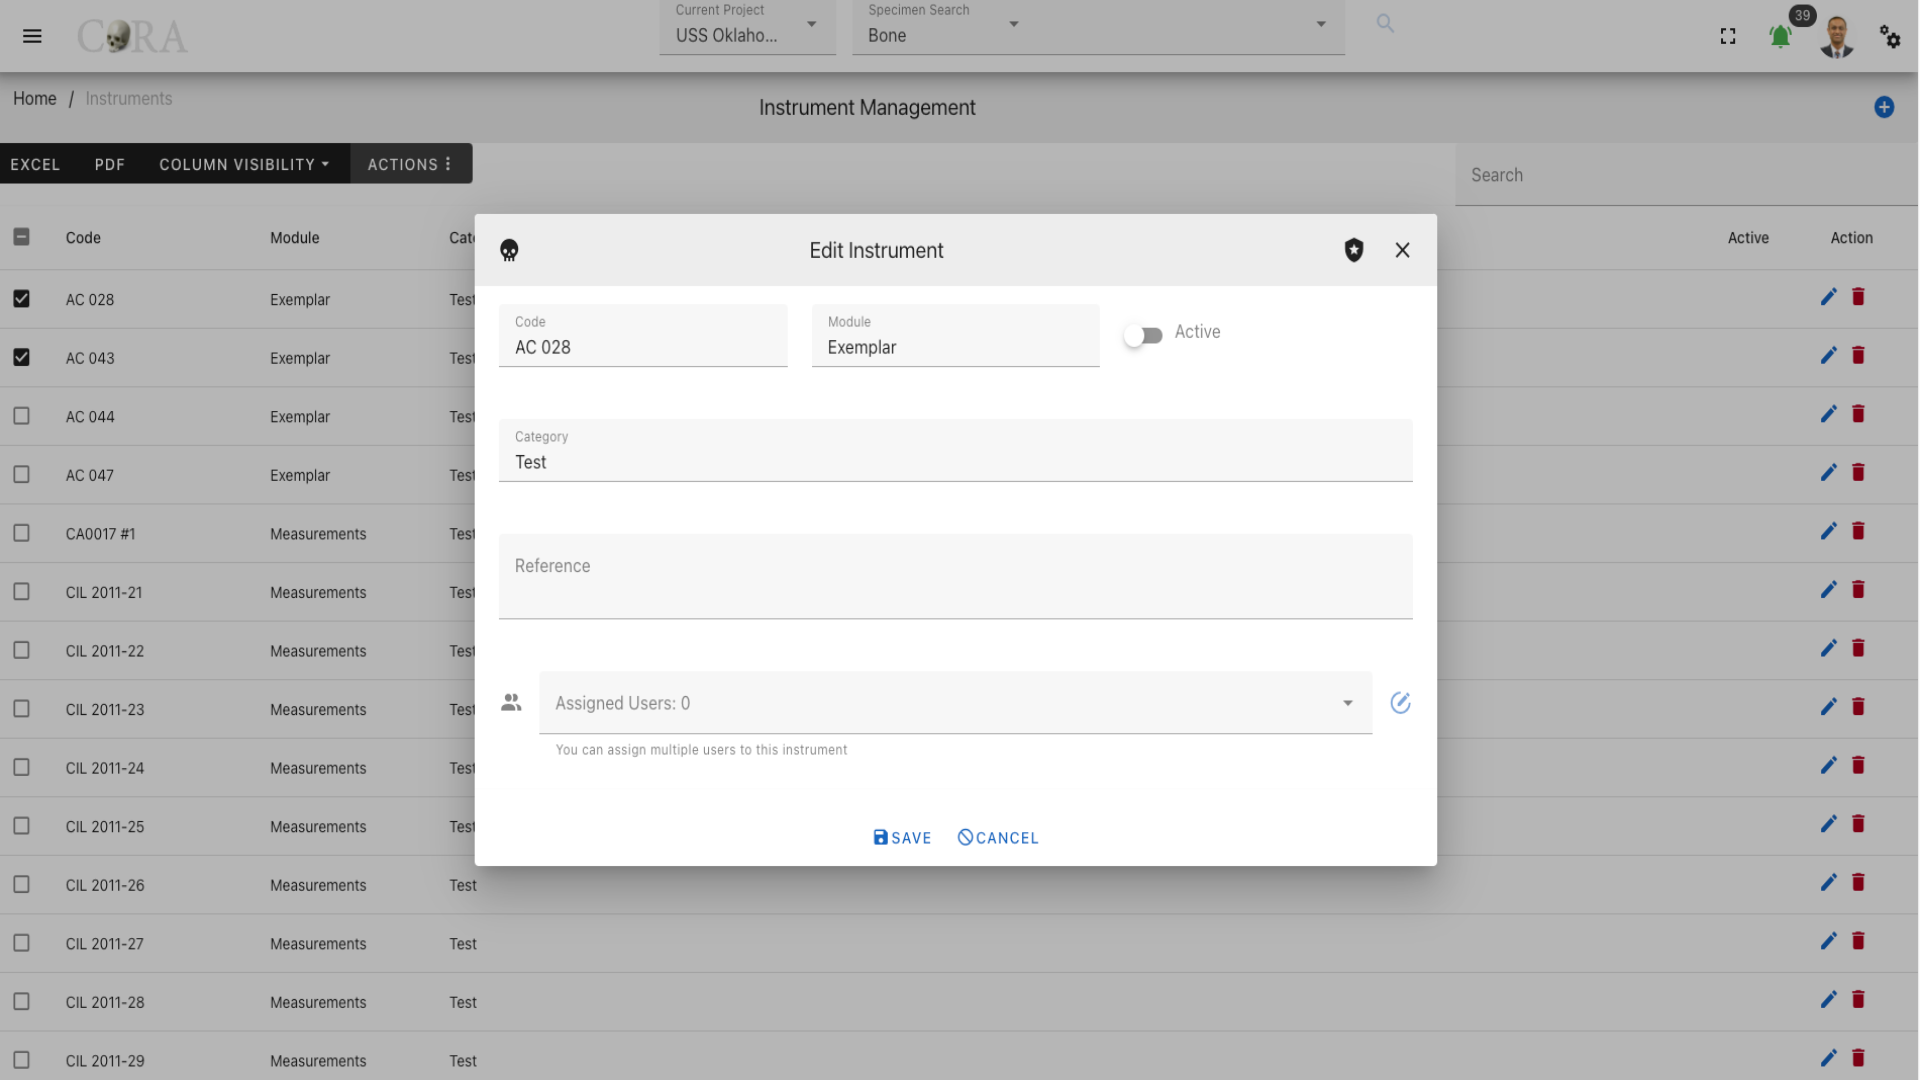 CORA
Current Project
USS Oklaho...
Specimen Search
Bone
39
Home / Instruments
Instrument Management
EXCEL
PDF
COLUMN VISIBILITY
ACTIONS
Search
Code Module Cate Active Action
AC 028 Exemplar Test
AC 043 Exemplar Test
AC 044 Exemplar Test
AC 047 Exemplar Test
CA0017 #1 Measurements Test
CIL 2011-21 Measurements Test
CIL 2011-22 Measurements Test
CIL 2011-23 Measurements Test
CIL 2011-24 Measurements Test
CIL 2011-25 Measurements Test
CIL 2011-26 Measurements Test
CIL 2011-27 Measurements Test
CIL 2011-28 Measurements Test
CIL 2011-29 Measurements Test
Edit Instrument
Code
AC 028
Module
Exemplar
Active
Category
Test
Reference
Assigned Users: 0
You can assign multiple users to this instrument
SAVE
CANCEL